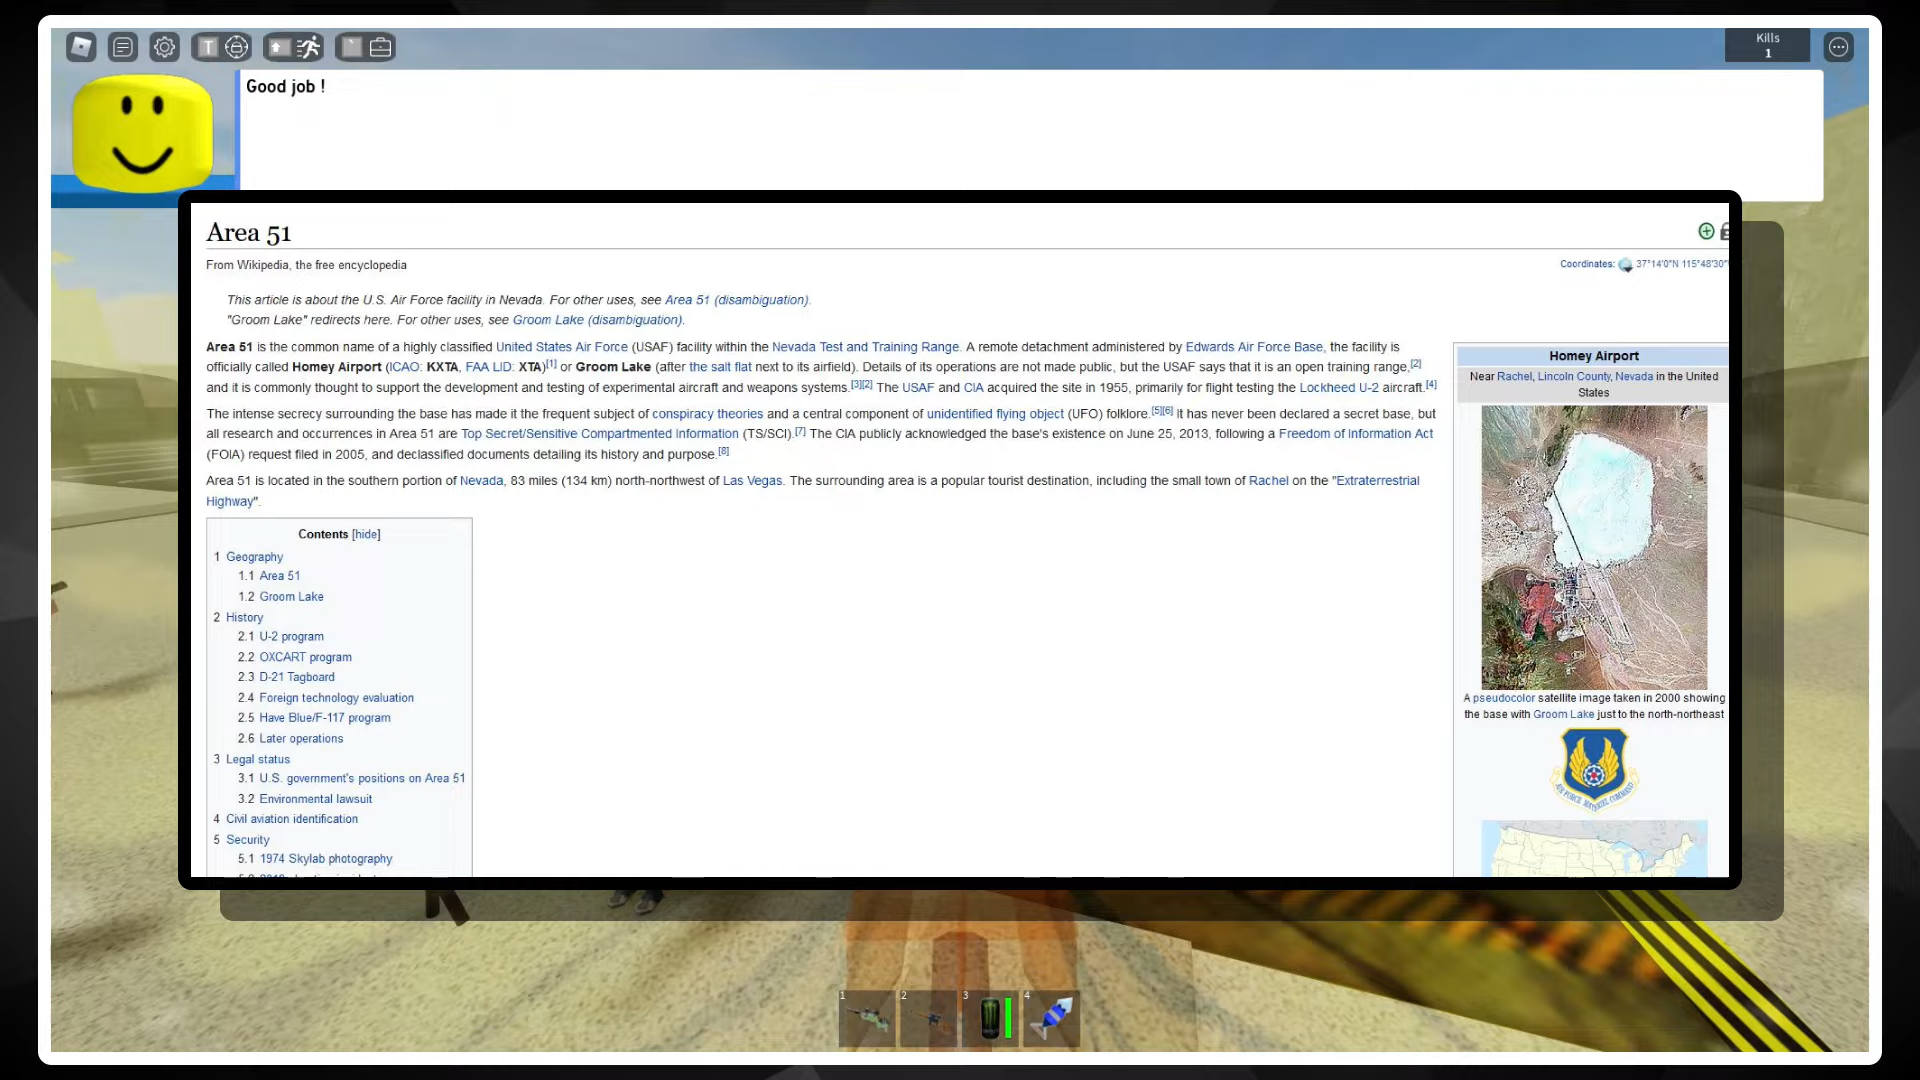 T
Kills
1
Good job !
Area 51
From Wikipedia, the free encyclopedia
Coordinates: 37°14′0″N 115°48′30″
This article is about the U.S. Air Force facility in Nevada. For other uses, see Area 51 (disambiguation).
"Groom Lake" redirects here. For other uses, see Groom Lake (disambiguation).
Area 51 is the common name of a highly classified United States Air Force (USAF) facility within the Nevada Test and Training Range. A remote detachment administered by Edwards Air Force Base, the facility is
officially called Homey Airport (ICAO: KXTA, FAA LID: XTA)[1] or Groom Lake (after the salt flat next to its airfield). Details of its operations are not made public, but the USAF says that it is an open training range,[2]
and it is commonly thought to support the development and testing of experimental aircraft and weapons systems.[3][2] The USAF and CIA acquired the site in 1955, primarily for flight testing the Lockheed U-2 aircraft.[4]
The intense secrecy surrounding the base has made it the frequent subject of conspiracy theories and a central component of unidentified flying object (UFO) folklore.[5][6] It has never been declared a secret base, but
all research and occurrences in Area 51 are Top Secret/Sensitive Compartmented Information (TS/SCI).[7] The CIA publicly acknowledged the base's existence on June 25, 2013, following a Freedom of Information Act
(FOIA) request filed in 2005, and declassified documents detailing its history and purpose.[8]
Area 51 is located in the southern portion of Nevada, 83 miles (134 km) north-northwest of Las Vegas. The surrounding area is a popular tourist destination, including the small town of Rachel on the "Extraterrestrial
Highway".
Contents [hide]
1 Geography
1.1 Area 51
1.2 Groom Lake
2 History
2.1 U-2 program
2.2 OXCART program
2.3 D-21 Tagboard
2.4 Foreign technology evaluation
2.5 Have Blue/F-117 program
2.6 Later operations
3 Legal status
3.1 U.S. government's positions on Area 51
3.2 Environmental lawsuit
4 Civil aviation identification
5 Security
5.1 1974 Skylab photography
Homey Airport
Near Rachel, Lincoln County, Nevada in the United
States
A pseudocolor satellite image taken in 2000 showing
the base with Groom Lake just to the north-northeast
AIR FORCE MATERIEL COMMAND
1
2
3
4